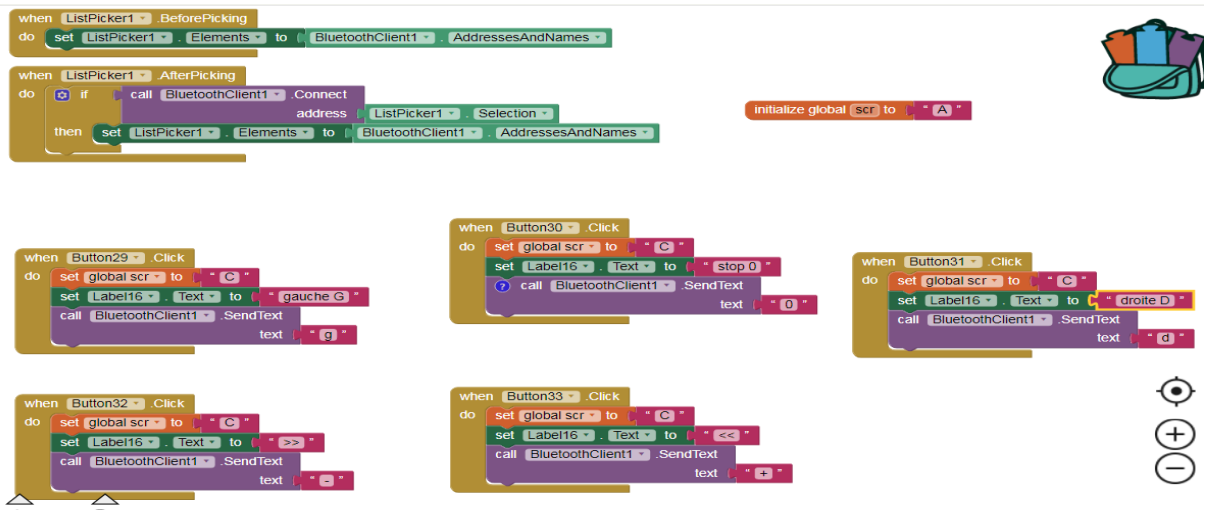 when ListPicker1 .BeforePicking
do set ListPicker1 . Elements to BluetoothClient1 . AddressesAndNames
when ListPicker1 .AfterPicking
do if call BluetoothClient1 .Connect
address ListPicker1 . Selection
then set ListPicker1 . Elements to BluetoothClient1 . AddressesAndNames
initialize global scr to " A "
when Button29 .Click
do set global scr to " C "
set Label16 . Text to " gauche G "
call BluetoothClient1 .SendText
text " g "
when Button30 .Click
do set global scr to " C "
set Label16 . Text to " stop 0 "
? call BluetoothClient1 .SendText
text " 0 "
when Button31 .Click
do set global scr to " C "
set Label16 . Text to " droite D "
call BluetoothClient1 .SendText
text " d "
when Button32 .Click
do set global scr to " C "
set Label16 . Text to " >> "
call BluetoothClient1 .SendText
text " - "
when Button33 .Click
do set global scr to " C "
set Label16 . Text to " << "
call BluetoothClient1 .SendText
text " + "